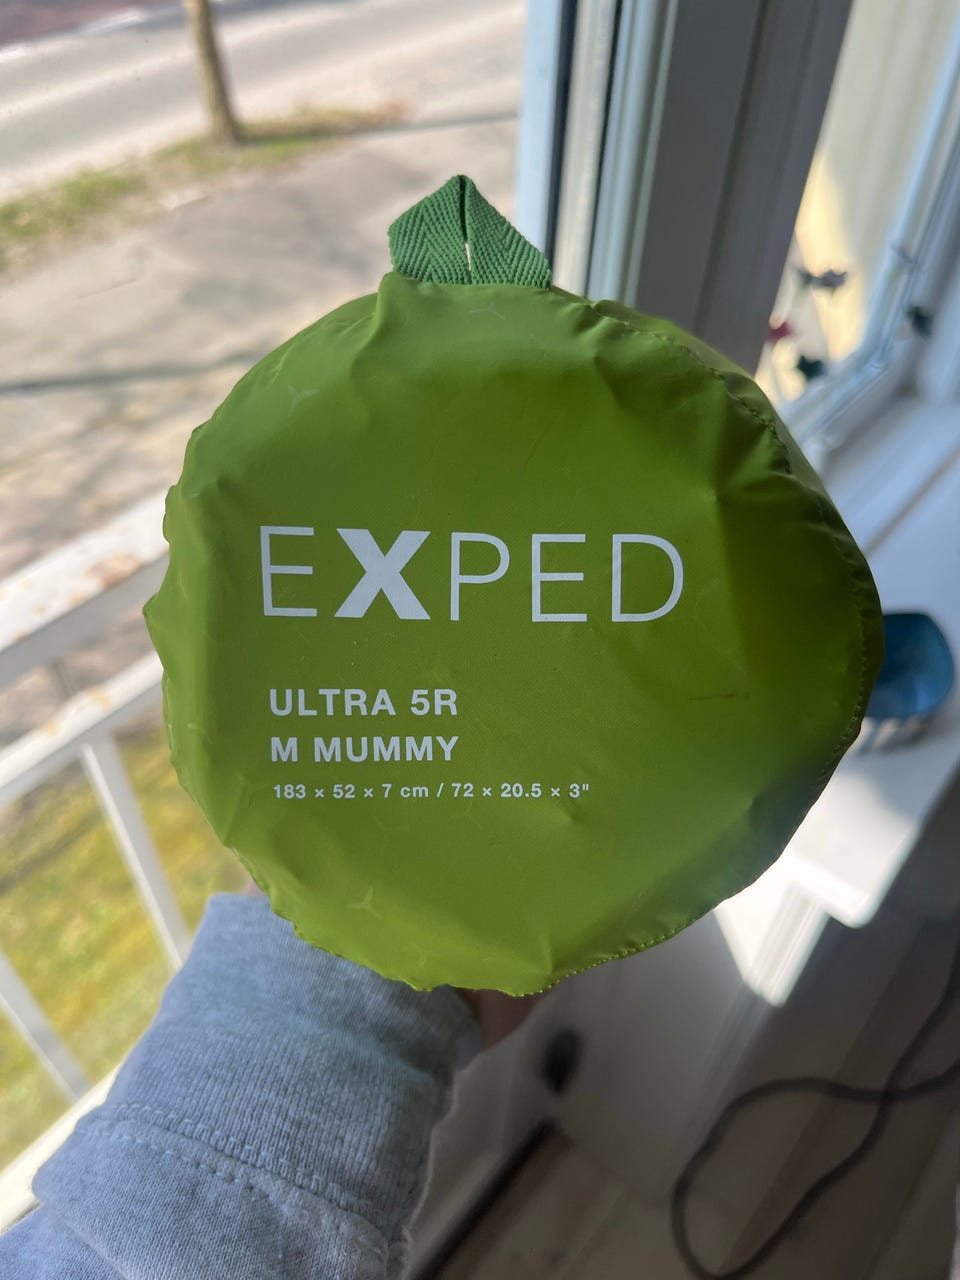 EXPED
ULTRA 5R
M MUMMY
183 × 52 × 7 cm / 72 × 20.5 × 3"